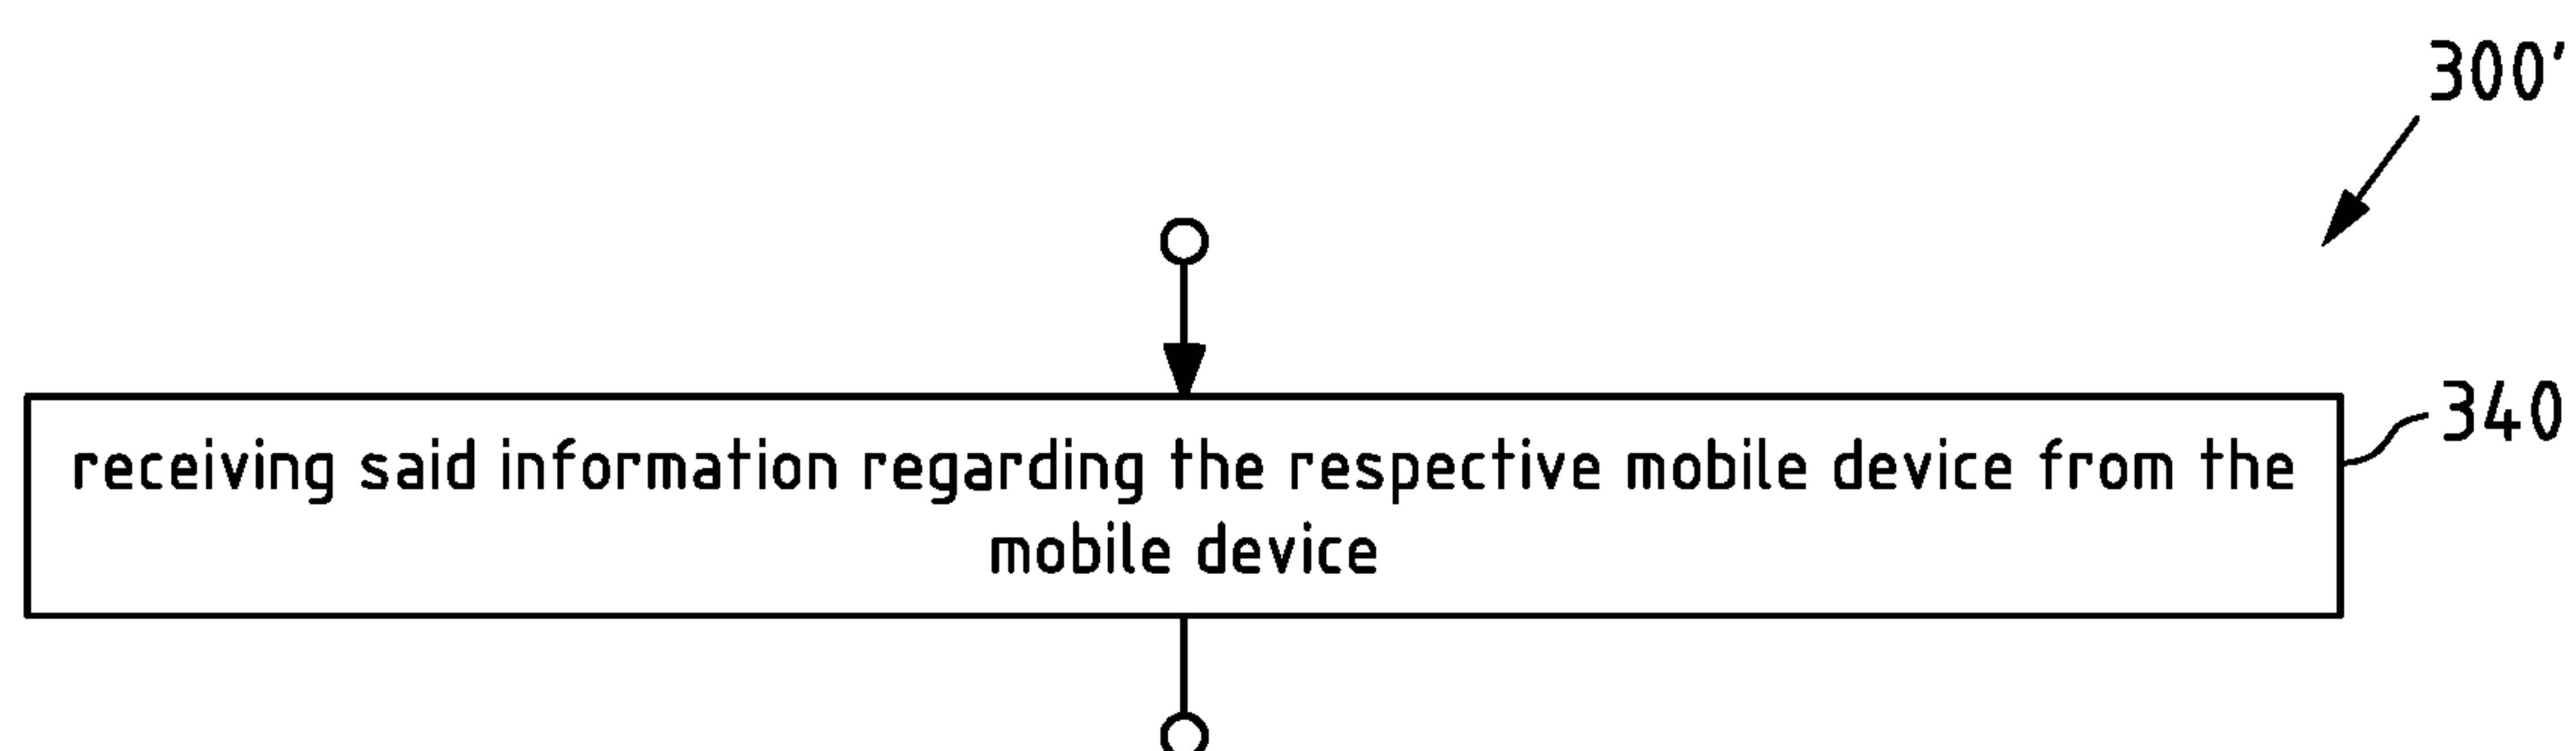 300'
340
receiving said information regarding the respective mobile device from the
mobile device